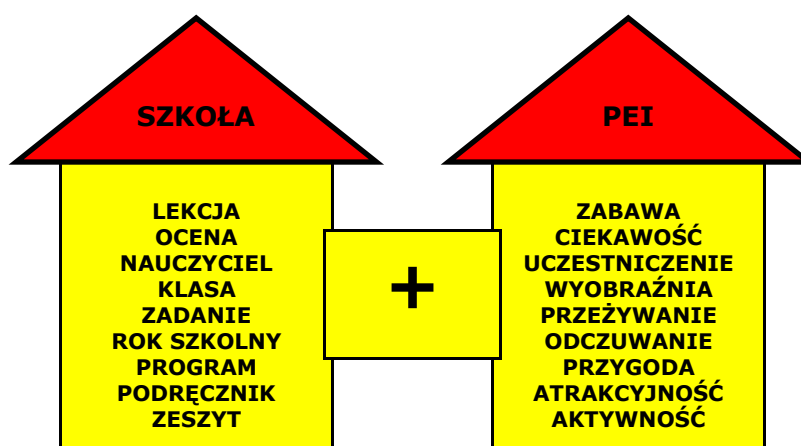 SZKOŁA
LEKCJA
OCENA
NAUCZYCIEL
KLASA
ZADANIE
ROK SZKOLNY
PROGRAM
PODRĘCZNIK
ZESZYT
+
PEI
ZABAWA
CIEKAWOŚĆ
UCZESTNICZENIE
WYOBRAŹNIA
PRZEŻYWANIE
ODCZUWANIE
PRZYGODA
ATRAKCYJNOŚĆ
AKTYWNOŚĆ